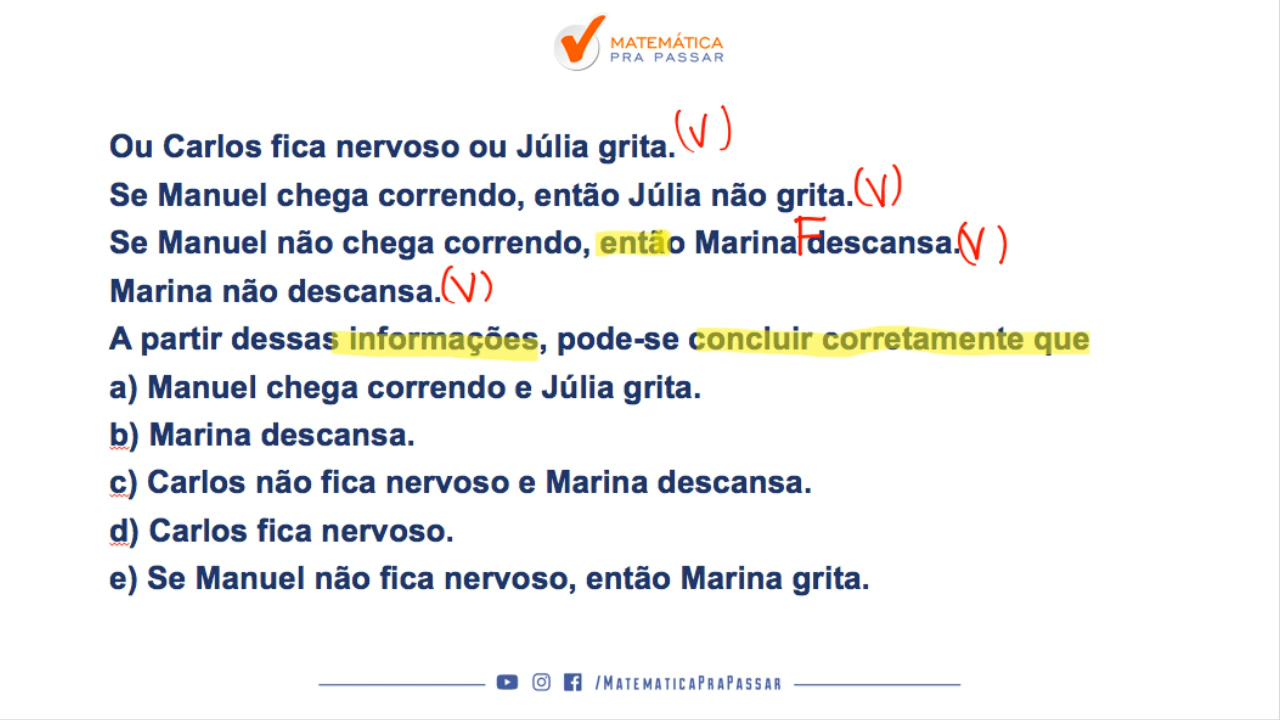 MATEMÁTICA
PRA PASSAR
Ou Carlos fica nervoso ou Júlia grita. (V)
Se Manuel chega correndo, então Júlia não grita. (V)
F
Se Manuel não chega correndo, então Marina descansa. (V)
Marina não descansa. (V)
A partir dessas informações, pode-se concluir corretamente que
a) Manuel chega correndo e Júlia grita.
b) Marina descansa.
c) Carlos não fica nervoso e Marina descansa.
d) Carlos fica nervoso.
e) Se Manuel não fica nervoso, então Marina grita.
/MATEMATICAPRAPASSAR